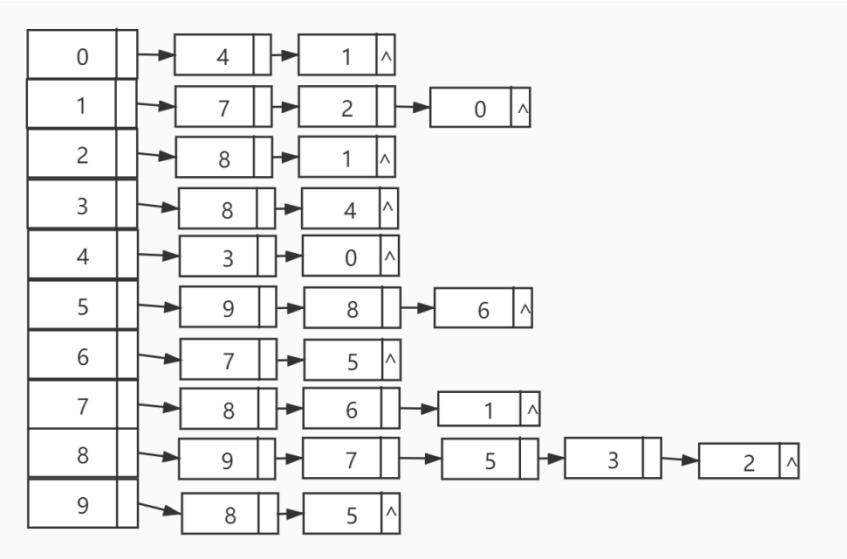 0 4 1 ^
1 7 2 0 ^
2 8 1 ^
3 8 4 ^
4 3 0 ^
5 9 8 6 ^
6 7 5 ^
7 8 6 1 ^
8 9 7 5 3 2 ^
9 8 5 ^